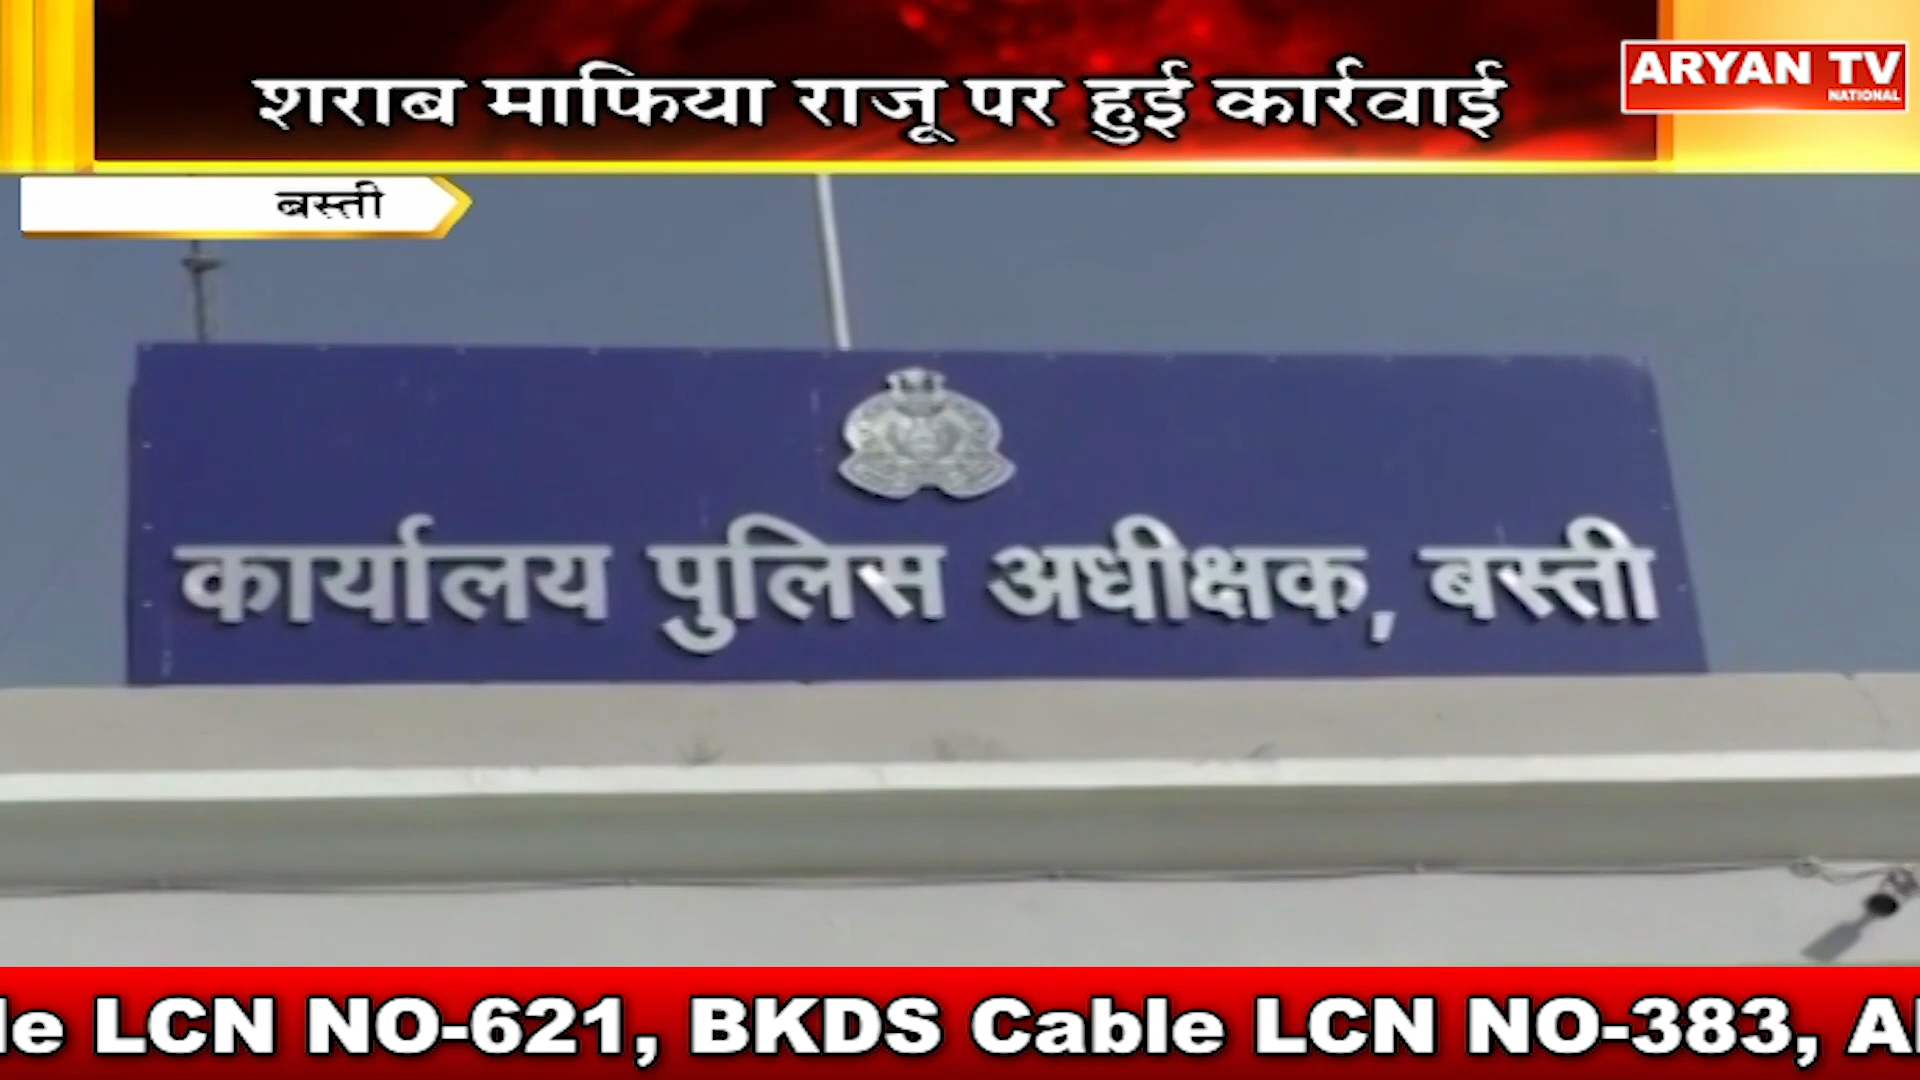 शराब माफिया राजू पर हुई कार्रवाई
ARYAN TV
NATIONAL
बस्ती
कार्यालय पुलिस अधीक्षक, बस्ती
le LCN NO-621, BKDS Cable LCN NO-383, A